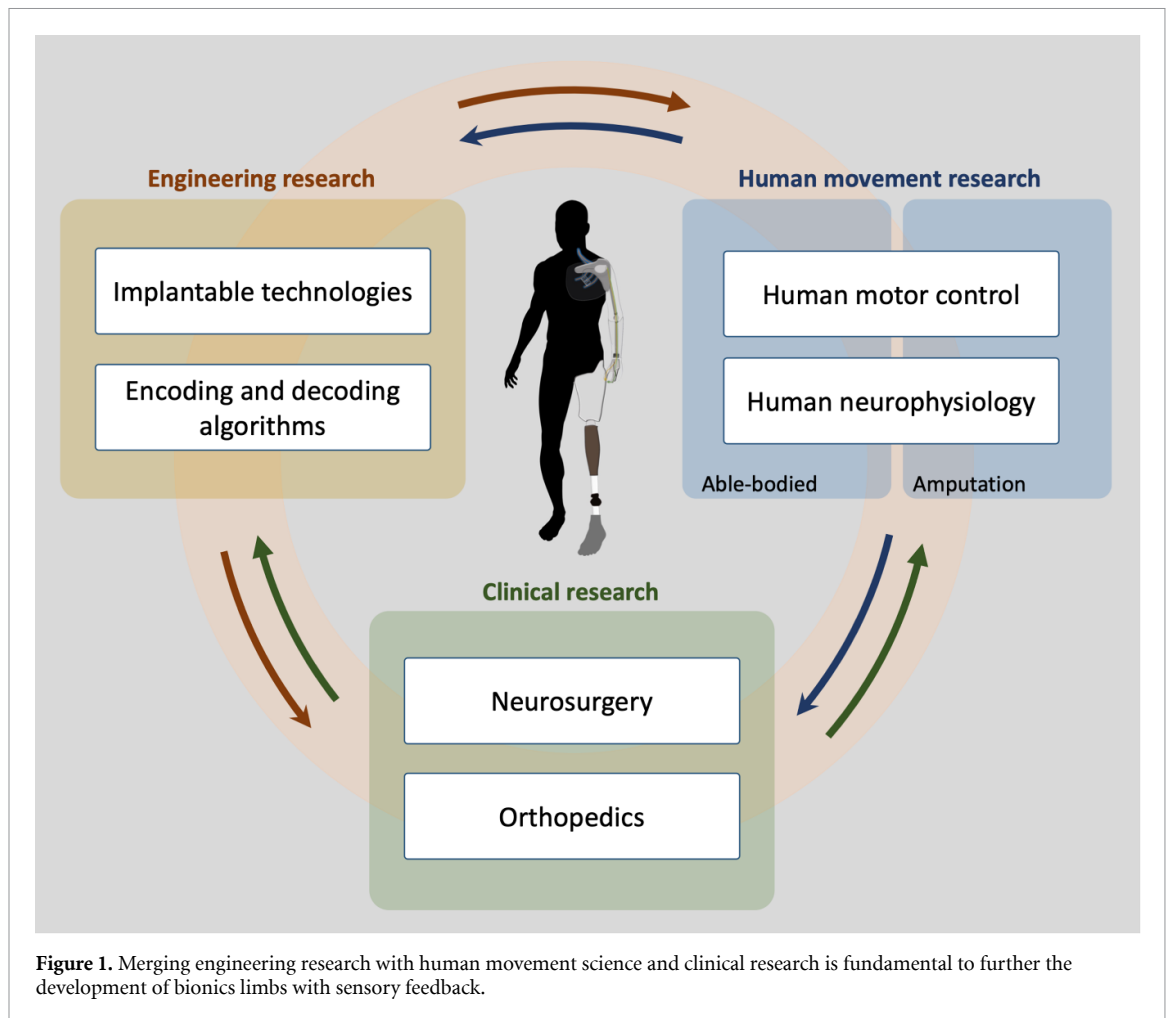 Engineering research
Human movement research
Implantable technologies
Encoding and decoding
algorithms
Human motor control
Human neurophysiology
Able-bodied
Amputation
Clinical research
Neurosurgery
Orthopedics
Figure 1. Merging engineering research with human movement science and clinical research is fundamental to further the
development of bionics limbs with sensory feedback.